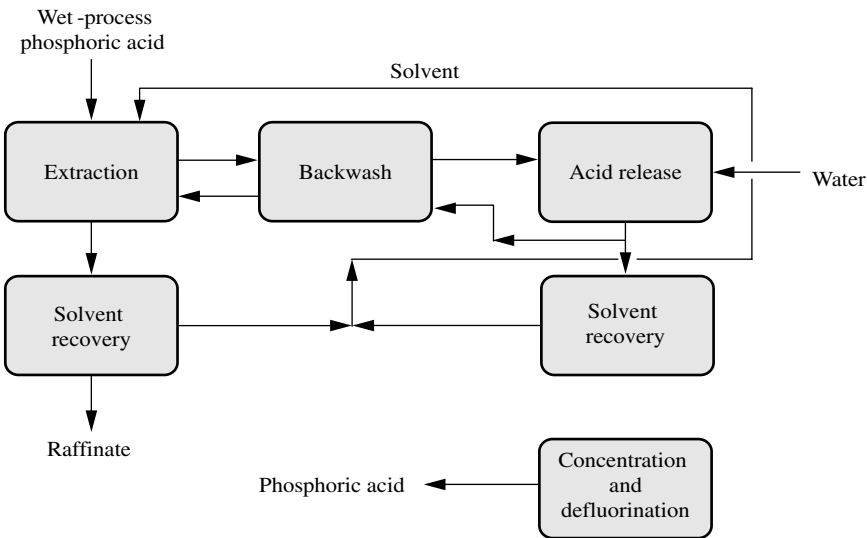 Wet-process
phosphoric acid
Solvent
Extraction
Backwash
Acid release
Water
Solvent
recovery
Solvent
recovery
Raffinate
Phosphoric acid
Concentration
and
defluorination